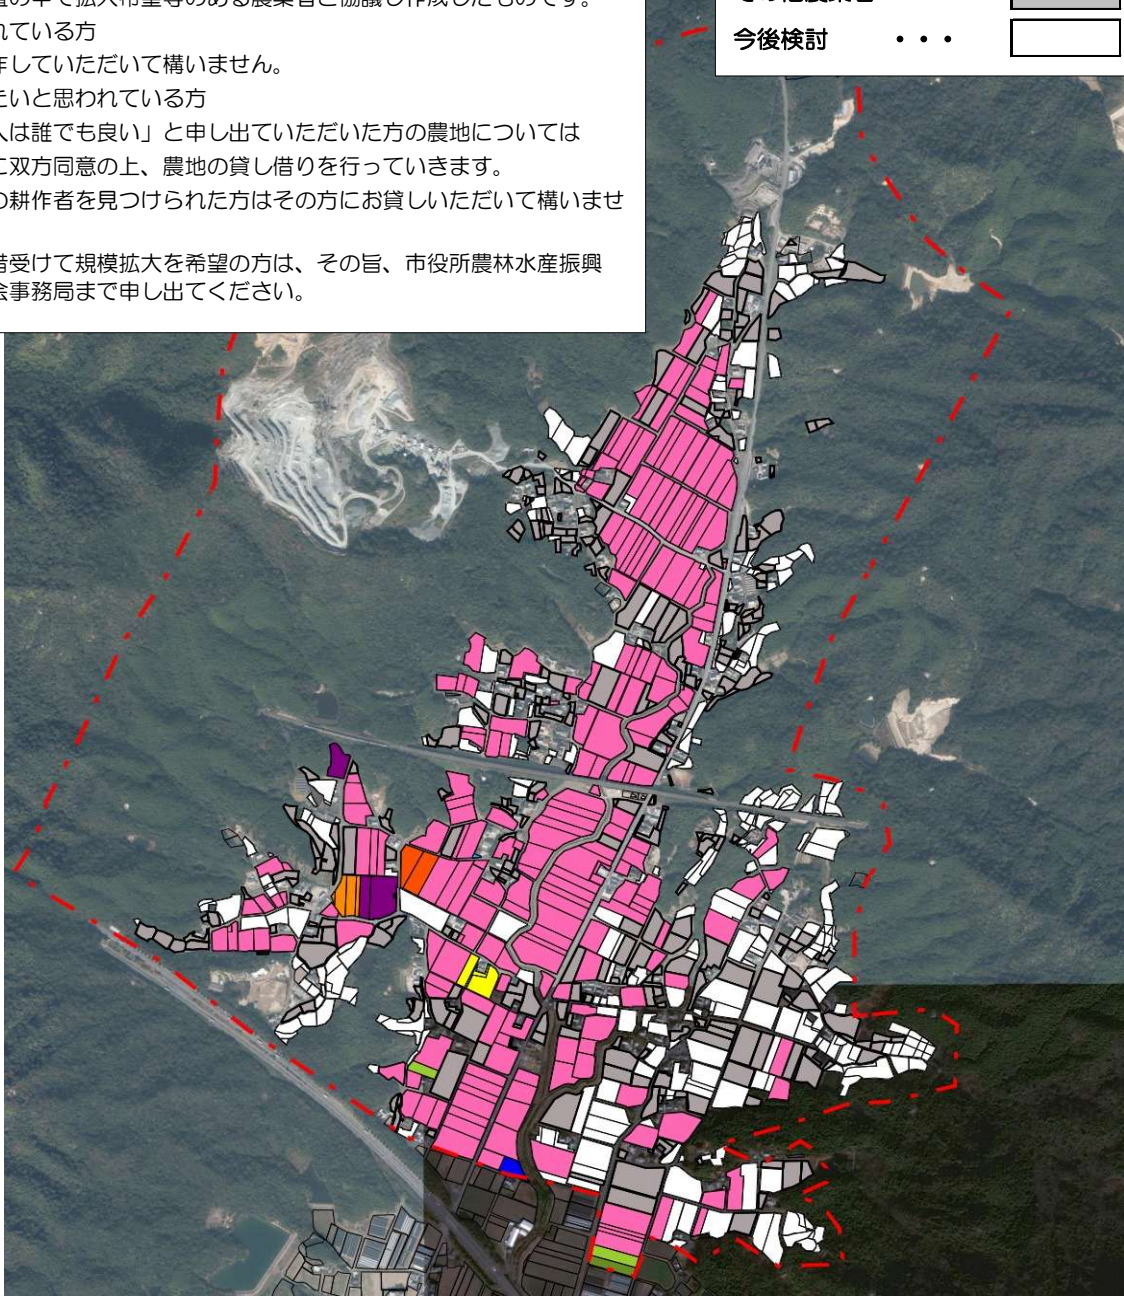 の中で拡大希望等のある農業者と協議し作成したものです。
れている方
作していただいて構いません。
たいと思われている方
人は誰でも良い」と申し出ていただいた方の農地については
に双方同意の上、農地の貸し借りを行っていきます。
の耕作者を見つけられた方はその方にお貸しいただいて構いませ
借受けて規模拡大を希望の方は、その旨、市役所農林水産振興
会事務局まで申し出てください。
今後検討 ・・・